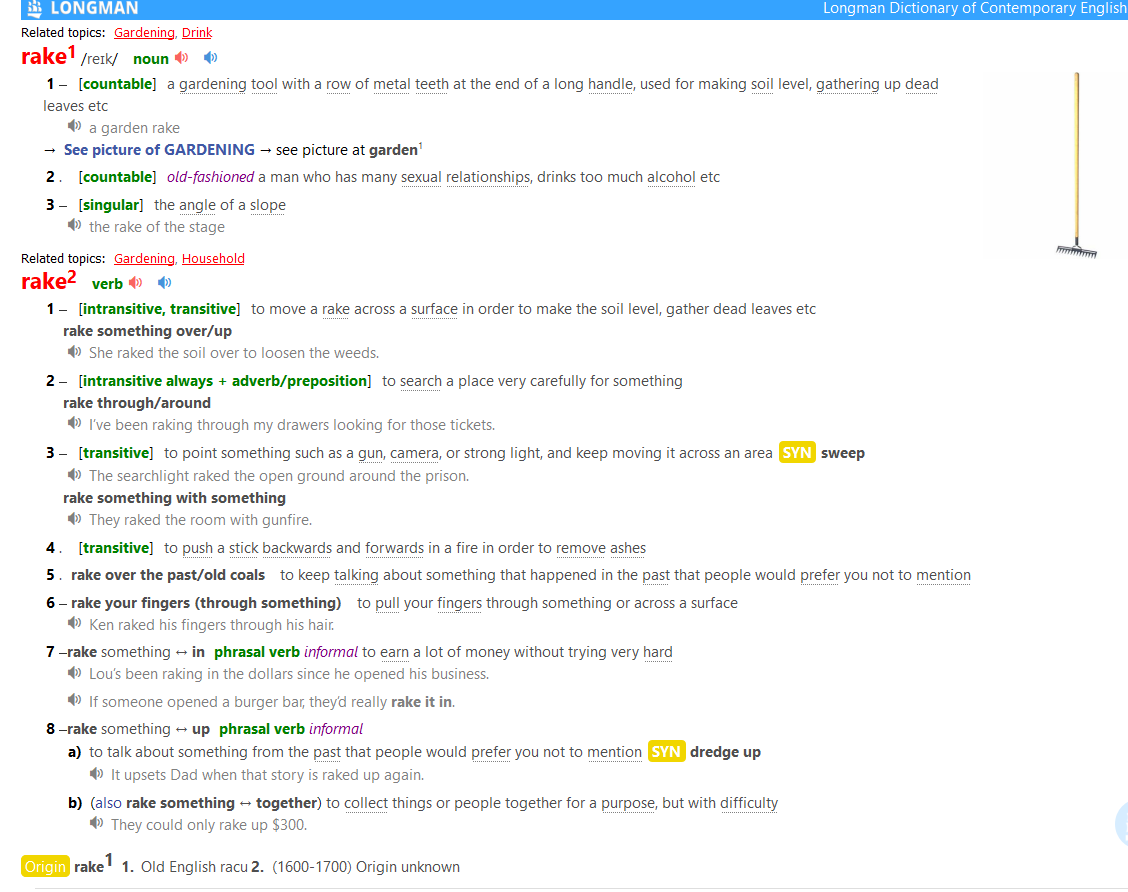 LONGMAN Longman Dictionary of Contemporary English
Related topics: Gardening, Drink
rake1 /reɪk/ noun
1 – [countable] a gardening tool with a row of metal teeth at the end of a long handle, used for making soil level, gathering up dead
leaves etc
a garden rake
→ See picture of GARDENING → see picture at garden1
2 . [countable] old-fashioned a man who has many sexual relationships, drinks too much alcohol etc
3 – [singular] the angle of a slope
the rake of the stage
Related topics: Gardening, Household
rake2 verb
1 – [intransitive, transitive] to move a rake across a surface in order to make the soil level, gather dead leaves etc
rake something over/up
She raked the soil over to loosen the weeds.
2 – [intransitive always + adverb/preposition] to search a place very carefully for something
rake through/around
I've been raking through my drawers looking for those tickets.
3 – [transitive] to point something such as a gun, camera, or strong light, and keep moving it across an area SYN sweep
The searchlight raked the open ground around the prison.
rake something with something
They raked the room with gunfire.
4 . [transitive] to push a stick backwards and forwards in a fire in order to remove ashes
5 . rake over the past/old coals to keep talking about something that happened in the past that people would prefer you not to mention
6 – rake your fingers (through something) to pull your fingers through something or across a surface
Ken raked his fingers through his hair.
7 –rake something ↔ in phrasal verb informal to earn a lot of money without trying very hard
Lou's been raking in the dollars since he opened his business.
If someone opened a burger bar, they'd really rake it in.
8 –rake something ↔ up phrasal verb informal
a) to talk about something from the past that people would prefer you not to mention SYN dredge up
It upsets Dad when that story is raked up again.
b) (also rake something ↔ together) to collect things or people together for a purpose, but with difficulty
They could only rake up $300.
Origin rake1 1. Old English racu 2. (1600-1700) Origin unknown